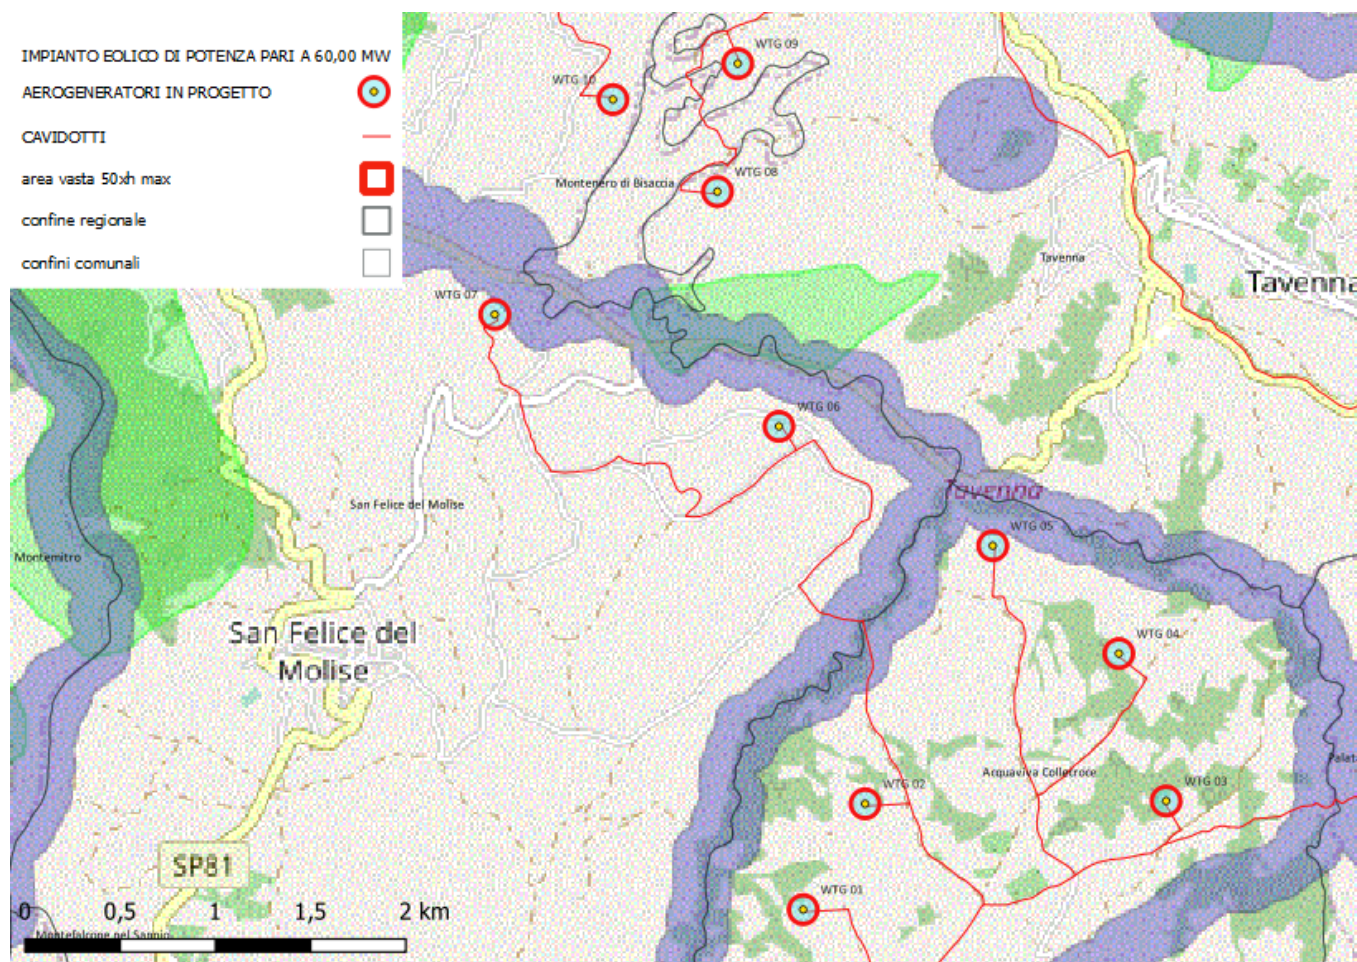 IMPIANTO EOLICO DI POTENZA PARI A 60,00 MW
AEROGENERATORI IN PROGETTO
CAVIDOTTI
area vasta 50xh max
confine regionale
confini comunali
WTG 09
WTG 10
WTG 08
Montenero di Bisaccia
Tavenna
Tavenna
WTG 07
WTG 06
Tavenna
San Felice del Molise
WTG 05
Montemitro
San Felice del
Molise
WTG 04
Acquaviva Collecroce
WTG 02
WTG 03
Palata
SP81
WTG 01
0 0,5 1 1,5 2 km
Montefalcone nel Sannio